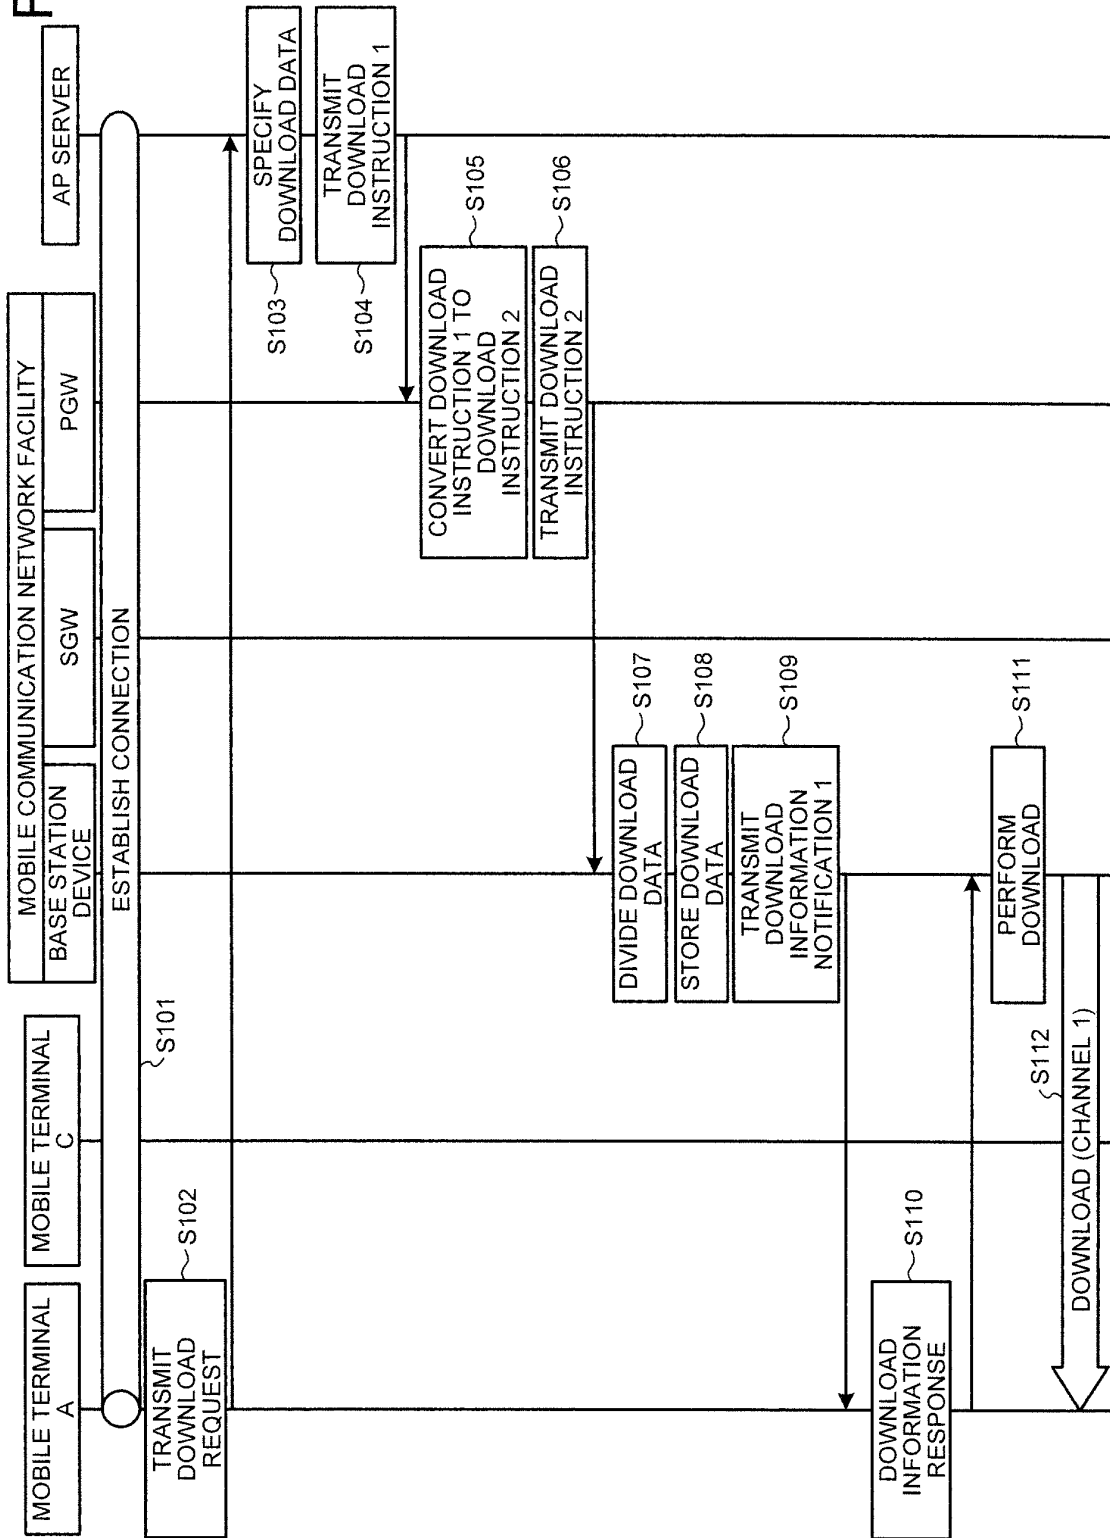 F
MOBILE COMMUNICATION NETWORK FACILITY
MOBILE TERMINAL
A
MOBILE TERMINAL
C
BASE STATION
DEVICE
SGW
PGW
AP SERVER
ESTABLISH CONNECTION
S101
TRANSMIT
DOWNLOAD
REQUEST
S102
SPECIFY
DOWNLOAD DATA
S103
TRANSMIT
DOWNLOAD
INSTRUCTION 1
S104
CONVERT DOWNLOAD
INSTRUCTION 1 TO
DOWNLOAD
INSTRUCTION 2
S105
TRANSMIT DOWNLOAD
INSTRUCTION 2
S106
DIVIDE DOWNLOAD
DATA
S107
STORE DOWNLOAD
DATA
S108
TRANSMIT
DOWNLOAD
INFORMATION
NOTIFICATION 1
S109
DOWNLOAD
INFORMATION
RESPONSE
S110
PERFORM
DOWNLOAD
S111
S112
DOWNLOAD (CHANNEL 1)